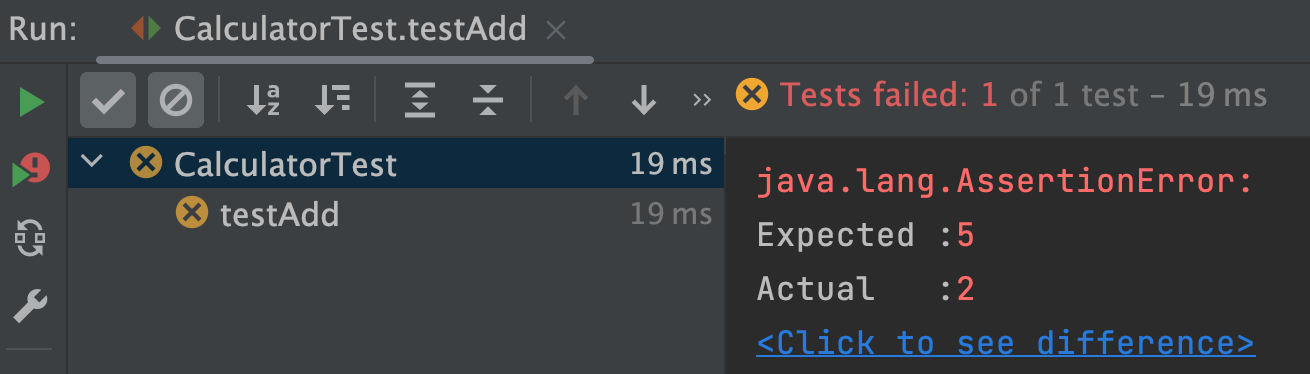 Run: CalculatorTest.testAdd
Tests failed: 1 of 1 test – 19 ms
CalculatorTest 19 ms
testAdd 19 ms
java.lang.AssertionError:
Expected :5
Actual   :2
<Click to see difference>